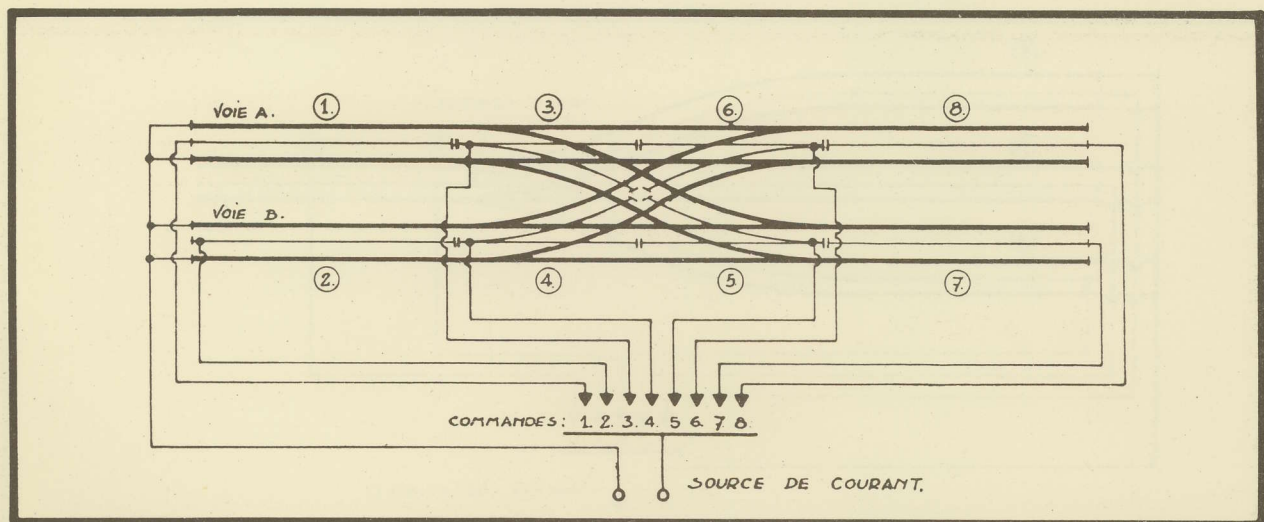 VOIE A.
1. 3. 6. 8.
VOIE B.
2. 4. 5. 7.
COMMANDES: 1. 2. 3. 4. 5 6. 7 8.
SOURCE DE COURANT.